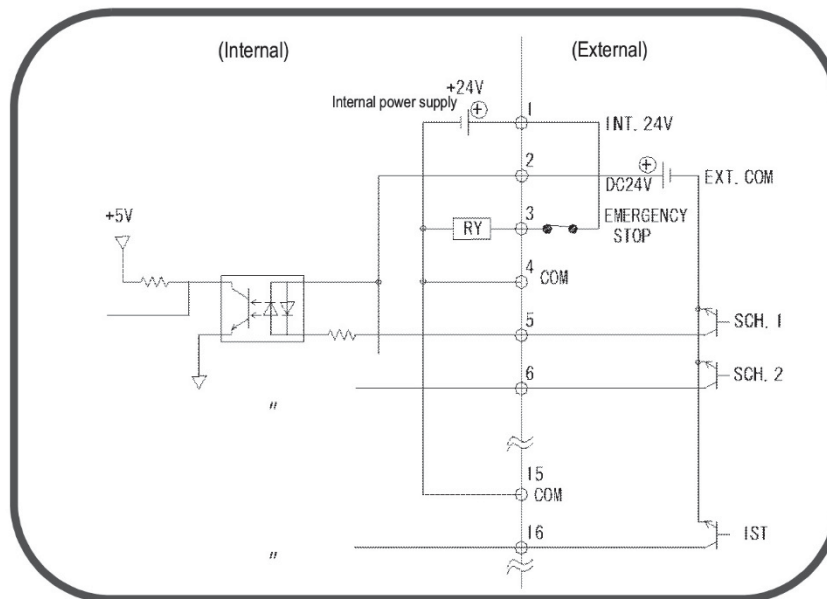 (Internal) (External)
+24V
Internal power supply ⊕ 1
INT. 24V
2
⊕
DC24V EXT. COM
+5V
3 EMERGENCY
RY STOP
4
COM
5 SCH. 1
6 SCH. 2
〃
15
COM
16
IST
〃